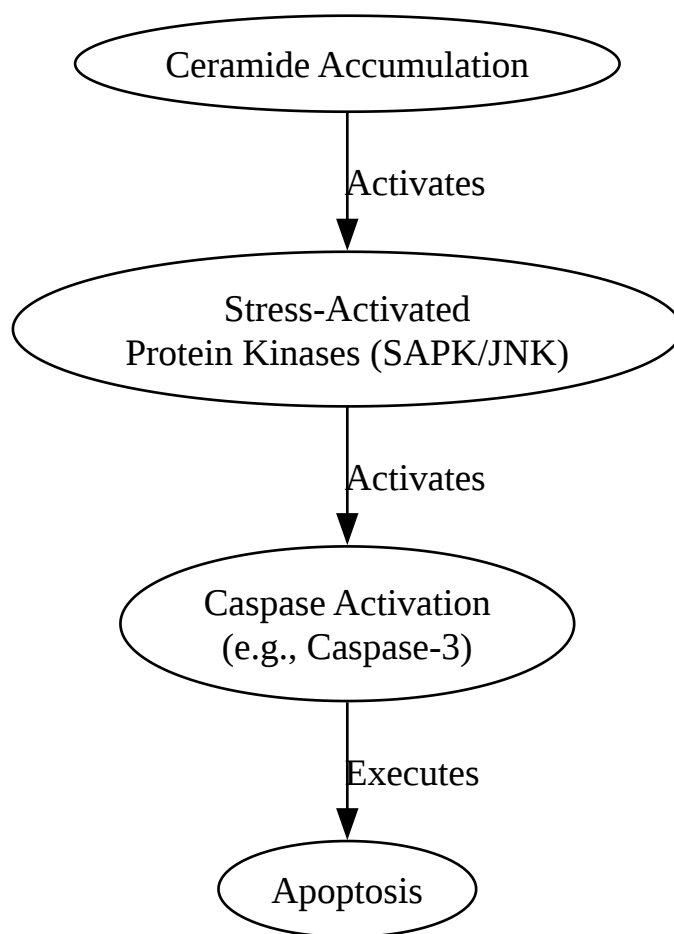 Ceramide Accumulation
Activates
Stress-Activated
Protein Kinases (SAPK/JNK)
Activates
Caspase Activation
(e.g., Caspase-3)
Executes
Apoptosis